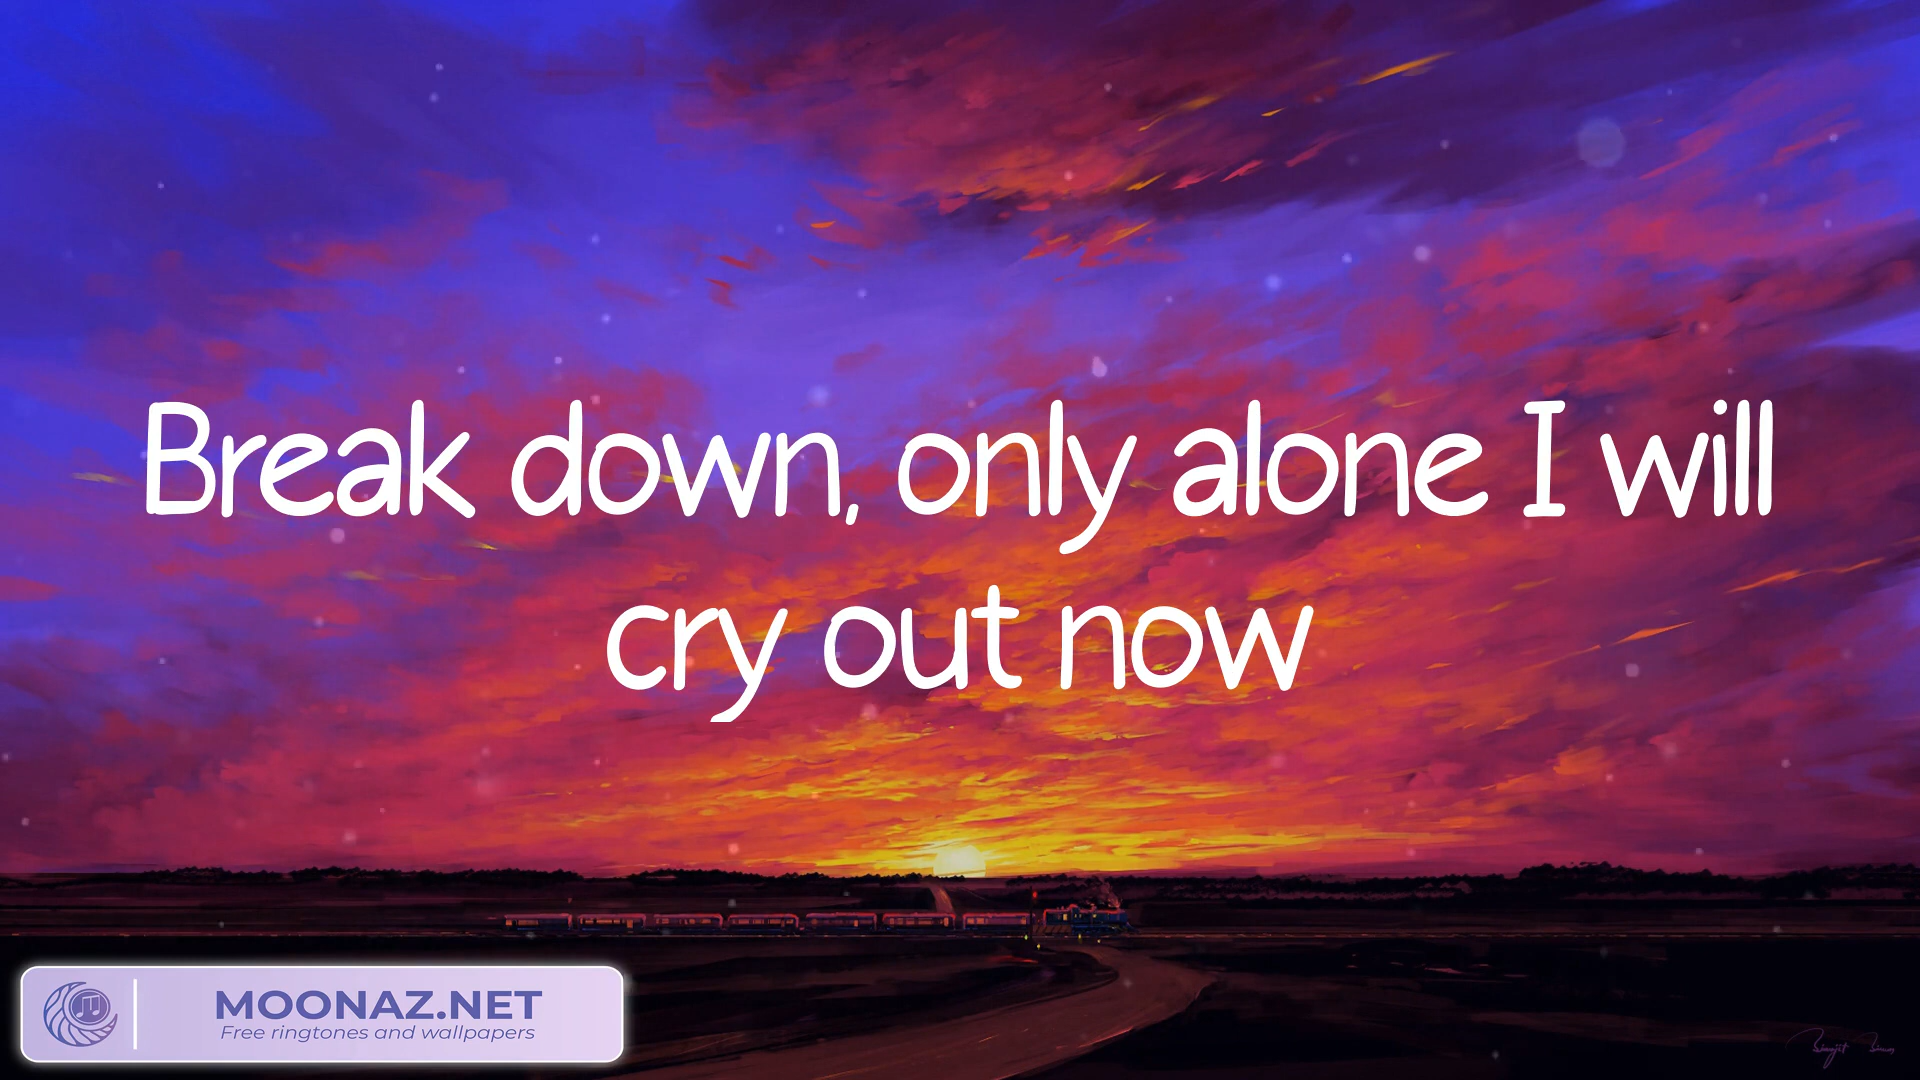 Break down, only alone I will
cry out now
MOONAZ.NET
Free ringtones and wallpapers